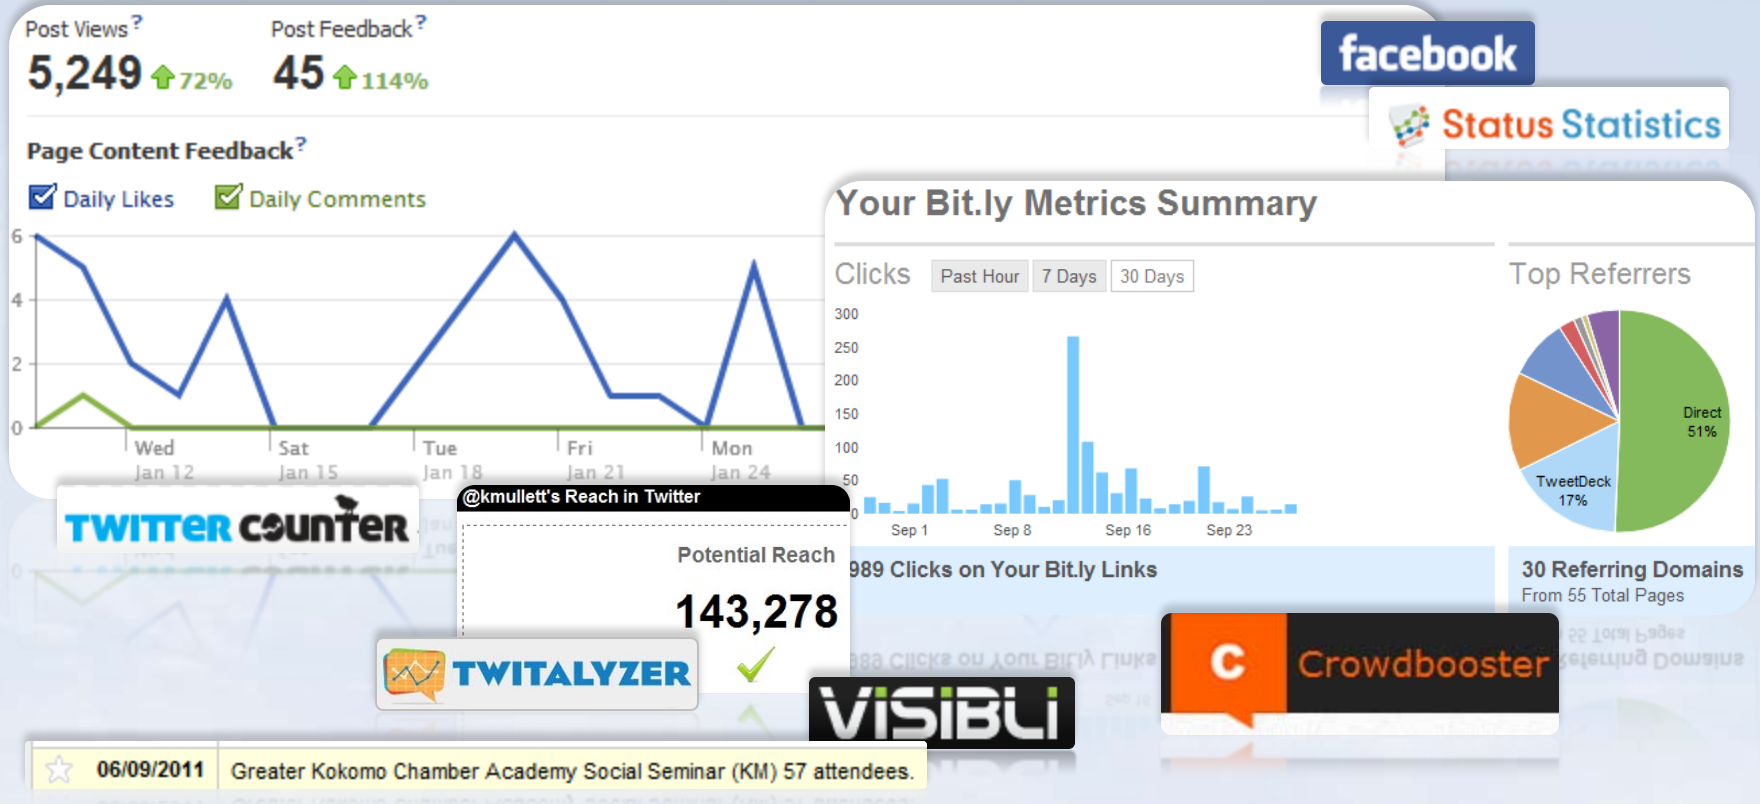 Post Views?
Post Feedback?
5,249 72%
45 114%
Page Content Feedback?
Daily Likes
Daily Comments
6
4
2
0
Wed
Jan 12
Sat
Jan 15
Tue
Jan 18
Fri
Jan 21
Mon
Jan 24
facebook
Status Statistics
Your Bit.ly Metrics Summary
Clicks
Past Hour
7 Days
30 Days
300
250
200
150
100
50
0
Sep 1
Sep 8
Sep 16
Sep 23
989 Clicks on Your Bit.ly Links
Top Referrers
Direct
51%
TweetDeck
17%
30 Referring Domains
From 55 Total Pages
TWITTER COUNTER
@kmullett's Reach in Twitter
Potential Reach
143,278
TWITALYZER
ViSiBLi
C
Crowdbooster
06/09/2011
Greater Kokomo Chamber Academy Social Seminar (KM) 57 attendees.